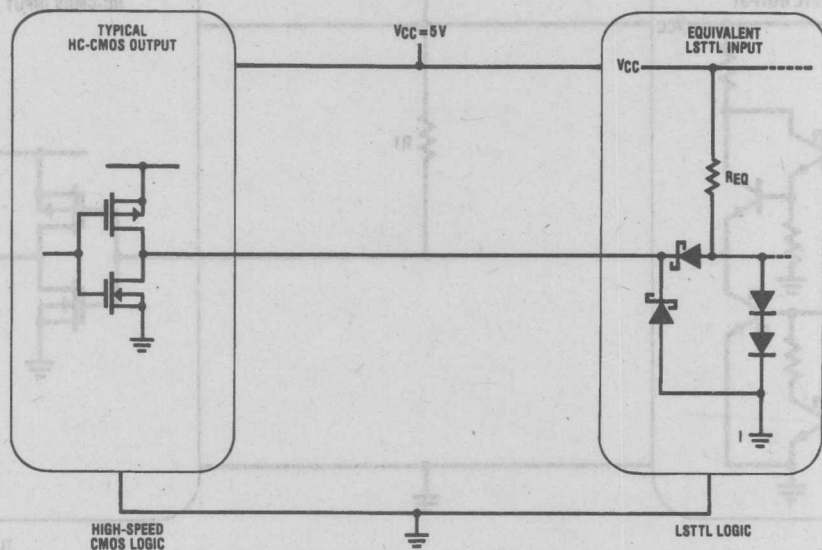 TYPICAL
HC-CMOS OUTPUT
VCC = 5V
EQUIVALENT
LSTTL INPUT
VCC
REQ
HIGH-SPEED
CMOS LOGIC
LSTTL LOGIC